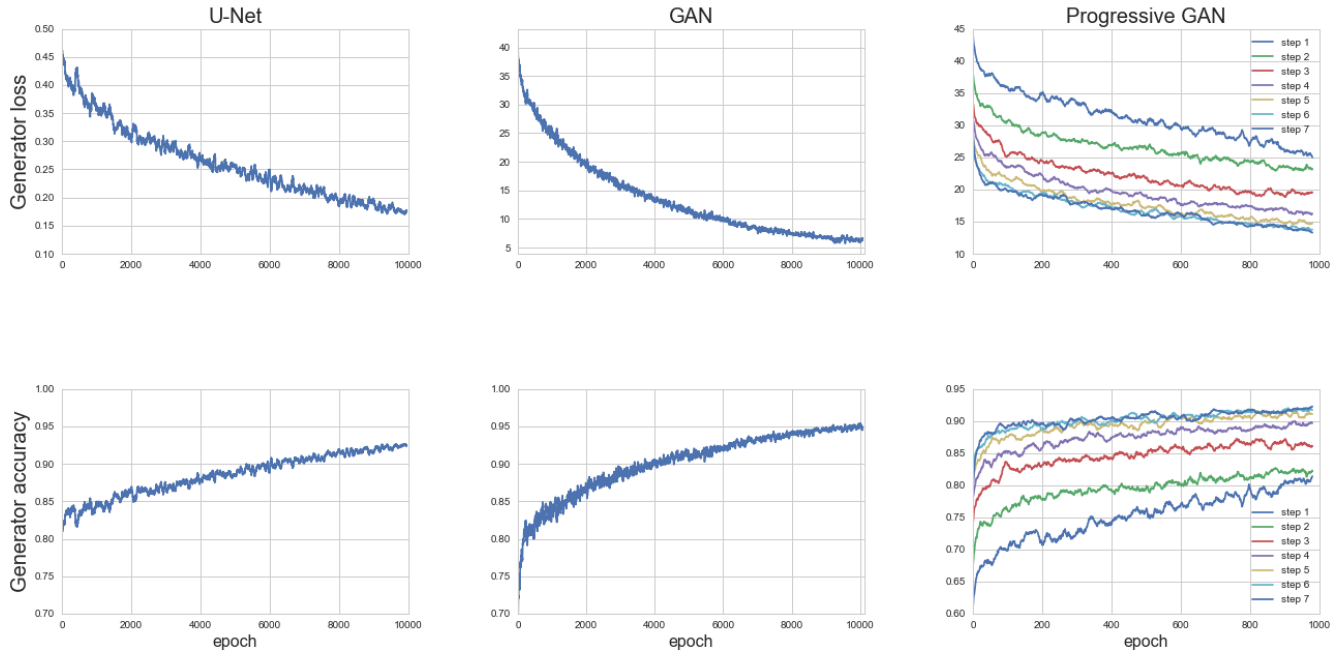 U-Net GAN Progressive GAN
Generator loss
0.50
0.45
0.40
0.35
0.30
0.25
0.20
0.15
0.10
0 2000 4000 6000 8000 10000
40
35
30
25
20
15
10
5
0 2000 4000 6000 8000 10000
45
40
35
30
25
20
15
10
0 200 400 600 800 1000
step 1
step 2
step 3
step 4
step 5
step 6
step 7
Generator accuracy
1.00
0.95
0.90
0.85
0.80
0.75
0.70
0 2000 4000 6000 8000 10000
epoch
1.00
0.95
0.90
0.85
0.80
0.75
0.70
0 2000 4000 6000 8000 10000
epoch
0.95
0.90
0.85
0.80
0.75
0.70
0.65
0.60
0 200 400 600 800 1000
epoch
step 1
step 2
step 3
step 4
step 5
step 6
step 7